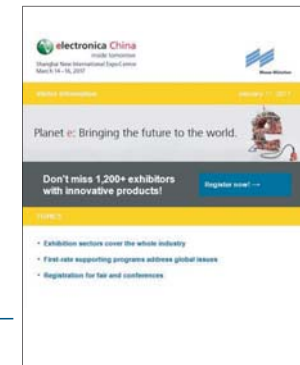 electronica China
inside tomorrow
Shanghai New International Expo Centre
March 14–16, 2017
Messe München
January 11, 2017
Planet e: Bringing the future to the world.
Don't miss 1,200+ exhibitors
with innovative products!
Register now! →
TOPICS
• Exhibition sectors cover the whole industry
• First-rate supporting programs address global issues
• Registration for fair and conferences